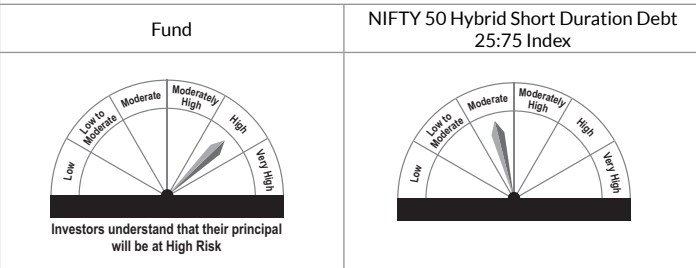 Fund
NIFTY 50 Hybrid Short Duration Debt
25:75 Index
Low
Low to
Moderate
Moderate
Moderately
High
High
Very High
Investors understand that their principal
will be at High Risk
Low
Low to
Moderate
Moderate
Moderately
High
High
Very High